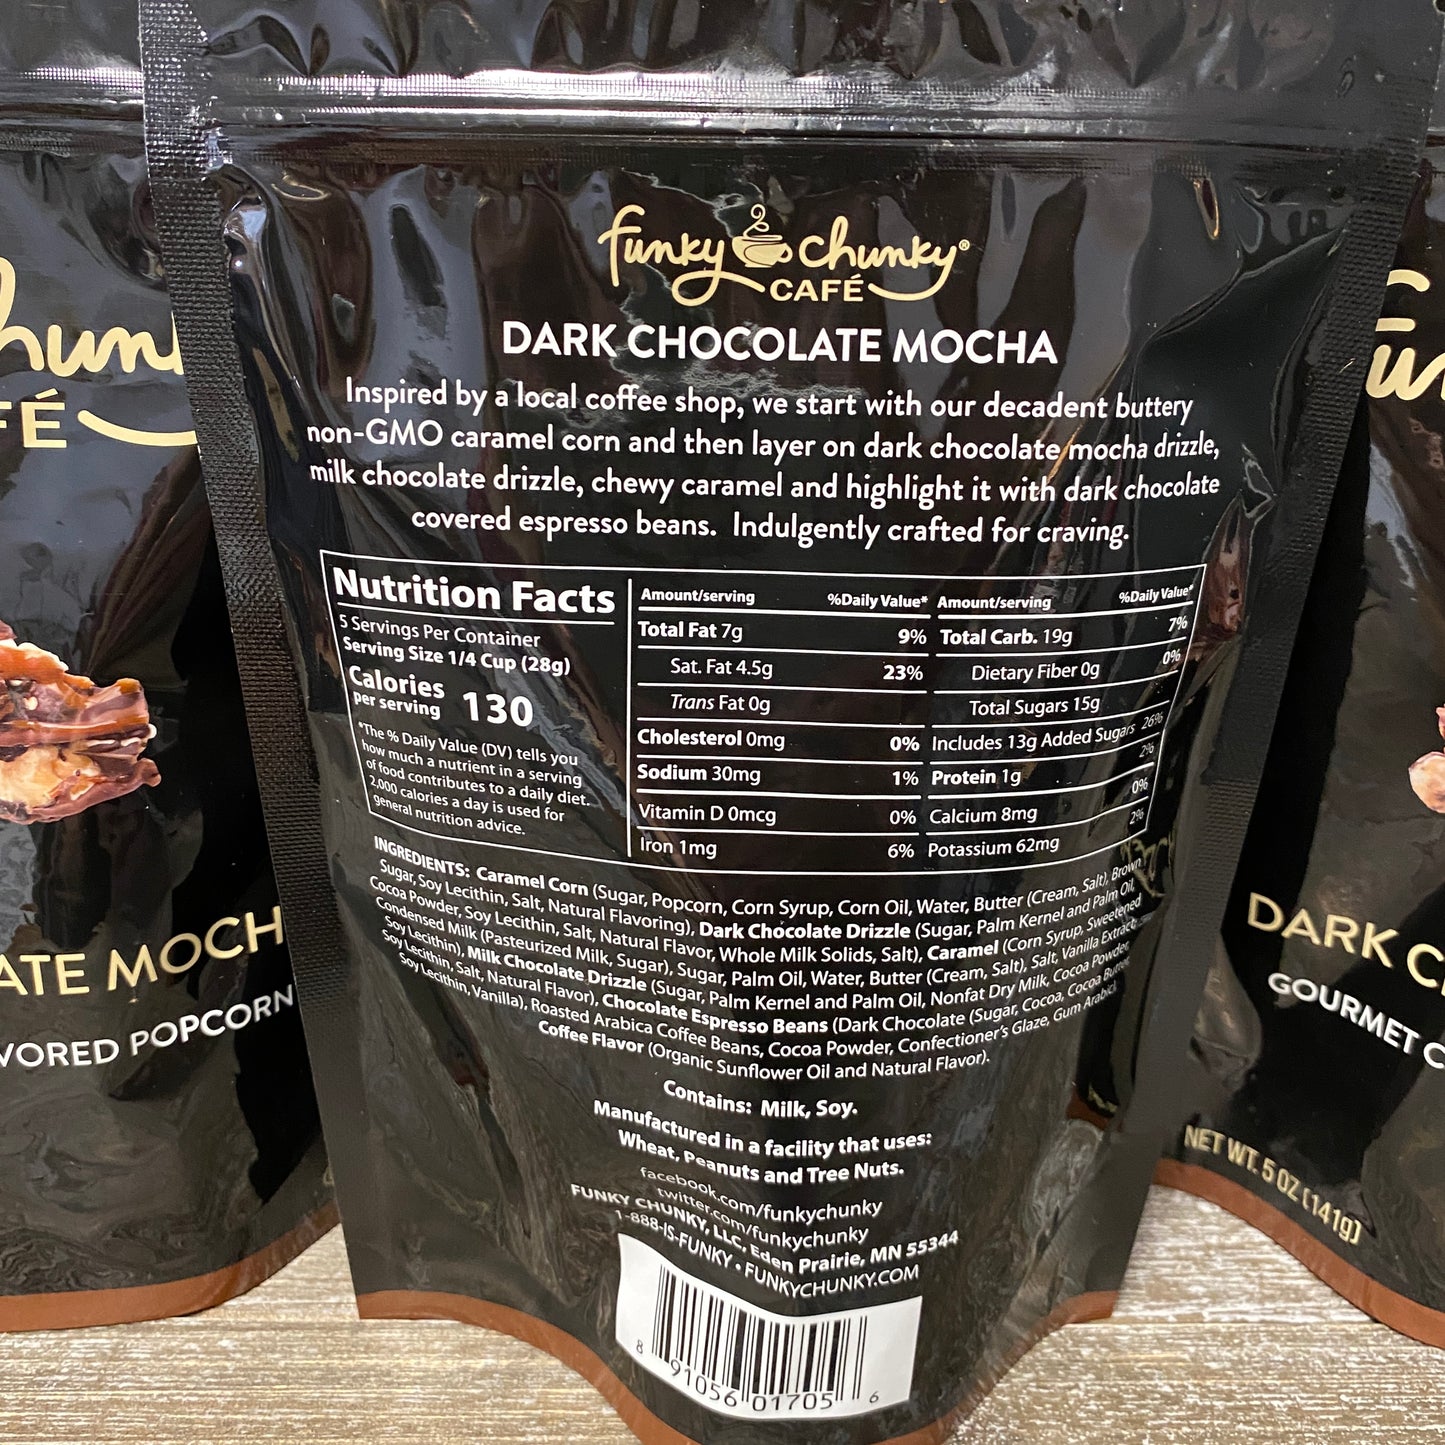 funky chunky®
CAFÉ
DARK CHOCOLATE MOCHA
Inspired by a local coffee shop, we start with our decadent buttery
non-GMO caramel corn and then layer on dark chocolate mocha drizzle,
milk chocolate drizzle, chewy caramel and highlight it with dark chocolate
covered espresso beans. Indulgently crafted for craving.
Nutrition Facts
5 Servings Per Container
Serving Size 1/4 Cup (28g)
Calories
per serving 130
*The % Daily Value (DV) tells you
how much a nutrient in a serving
of food contributes to a daily diet.
2,000 calories a day is used for
general nutrition advice.
Amount/serving %Daily Value*
Total Fat 7g 9%
Sat. Fat 4.5g 23%
Trans Fat 0g
Cholesterol 0mg 0%
Sodium 30mg 1%
Vitamin D 0mcg 0%
Iron 1mg 6%
Amount/serving %Daily Value*
Total Carb. 19g 7%
Dietary Fiber 0g 0%
Total Sugars 15g
Includes 13g Added Sugars 26%
Protein 1g 2%
Calcium 8mg 0%
Potassium 62mg 2%
INGREDIENTS: Caramel Corn (Sugar, Popcorn, Corn Syrup, Corn Oil, Water, Butter (Cream, Salt), Brown
Sugar, Soy Lecithin, Salt, Natural Flavoring), Dark Chocolate Drizzle (Sugar, Palm Kernel and Palm Oil,
Cocoa Powder, Soy Lecithin, Salt, Natural Flavor, Whole Milk Solids, Salt), Caramel (Corn Syrup, Sweetened
Condensed Milk (Pasteurized Milk, Sugar), Sugar, Palm Oil, Water, Butter (Cream, Salt), Salt, Vanilla Extract,
Soy Lecithin), Milk Chocolate Drizzle (Sugar, Palm Kernel and Palm Oil, Nonfat Dry Milk, Cocoa Powder,
Soy Lecithin, Salt, Natural Flavor), Chocolate Espresso Beans (Dark Chocolate (Sugar, Cocoa, Cocoa Butter,
Soy Lecithin, Vanilla), Roasted Arabica Coffee Beans, Cocoa Powder, Confectioner's Glaze, Gum Arabic),
Coffee Flavor (Organic Sunflower Oil and Natural Flavor).
Contains: Milk, Soy.
Manufactured in a facility that uses:
Wheat, Peanuts and Tree Nuts.
facebook.com/funkychunky
twitter.com/funkychunky
FUNKY CHUNKY, LLC, Eden Prairie, MN 55344
1-888-IS-FUNKY • FUNKYCHUNKY.COM
8 91056 01705 6
hunk
FÉ
ATE MOCH
VORED POPCORN
fun
DARK C
GOURMET C
NET WT. 5 OZ (141g)